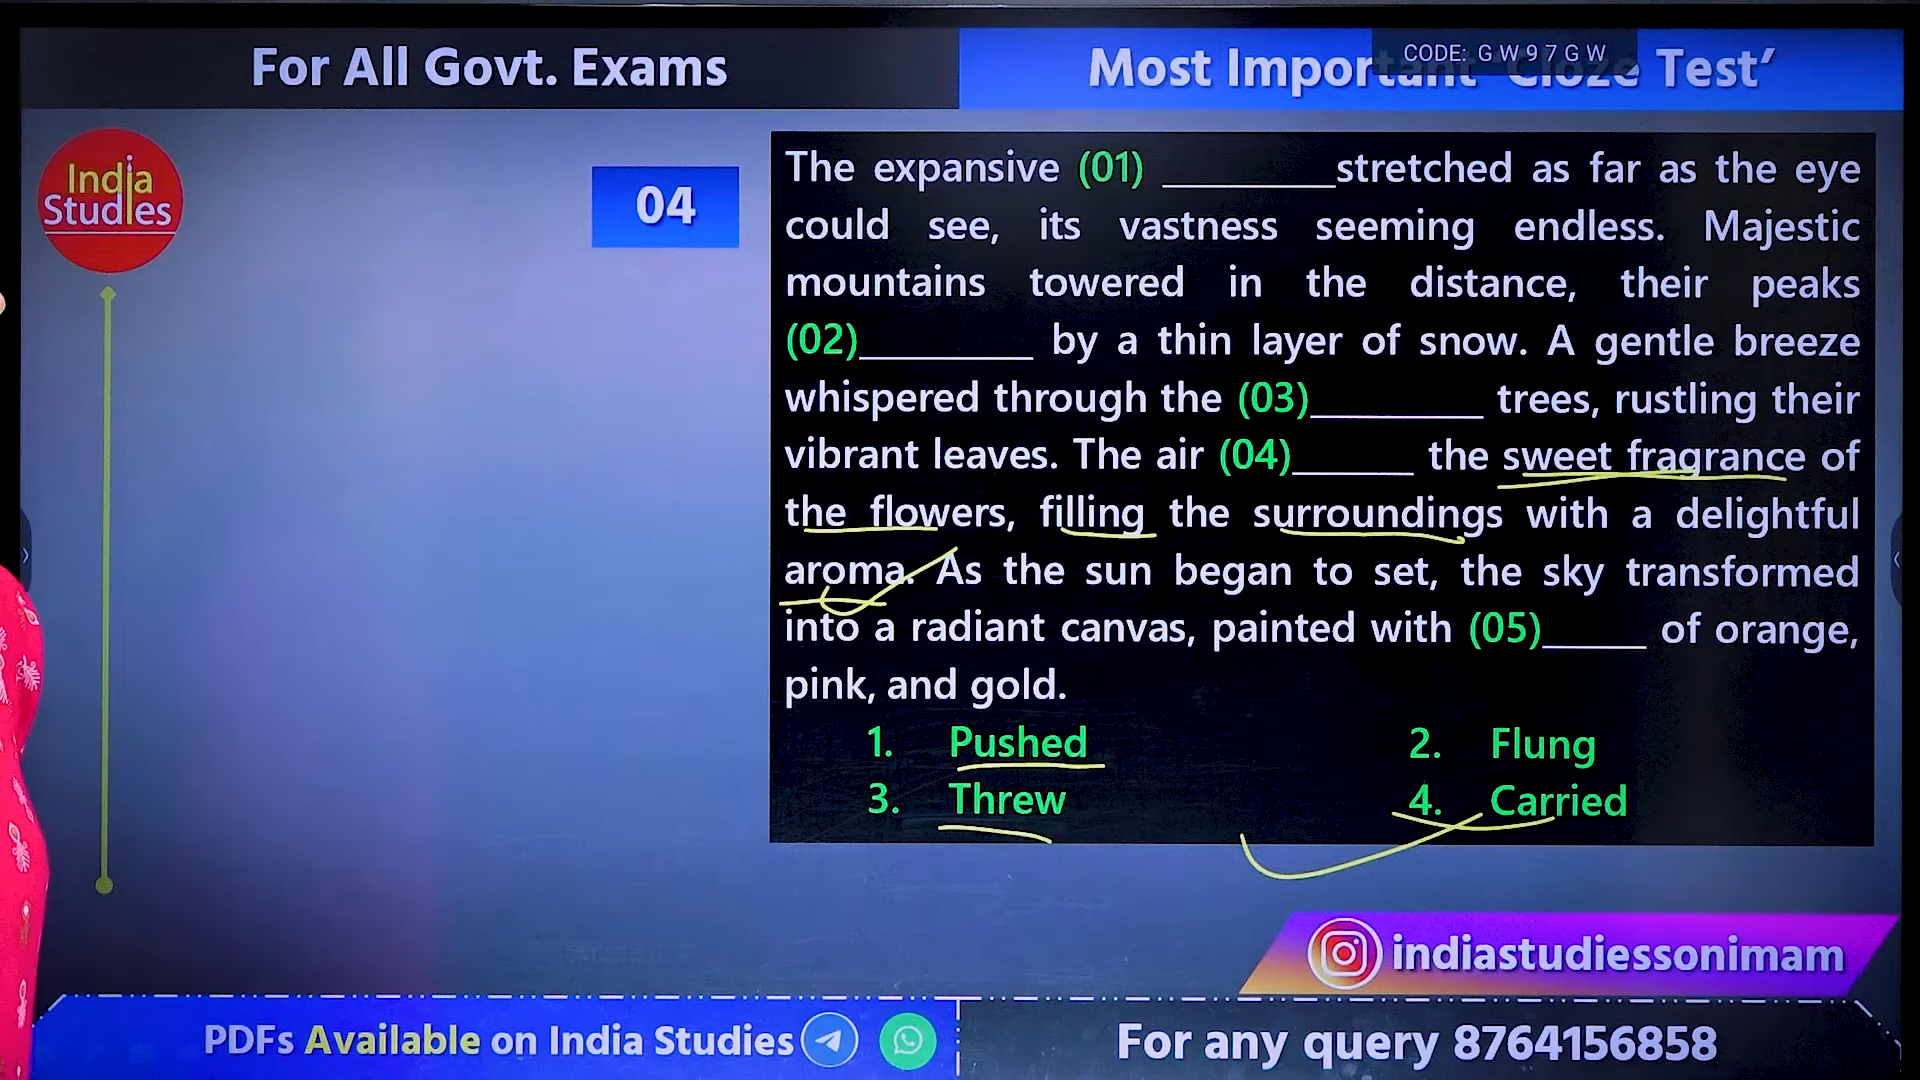 For All Govt. Exams
Most Important 'Cloze Test'
CODE: GW97GW
India
Studies
04
The expansive (01) ________stretched as far as the eye
could see, its vastness seeming endless. Majestic
mountains towered in the distance, their peaks
(02)________ by a thin layer of snow. A gentle breeze
whispered through the (03)________ trees, rustling their
vibrant leaves. The air (04)______ the sweet fragrance of
the flowers, filling the surroundings with a delightful
aroma. As the sun began to set, the sky transformed
into a radiant canvas, painted with (05)_____ of orange,
pink, and gold.
1. Pushed 2. Flung
3. Threw 4. Carried
indiastudiessonimam
PDFs Available on India Studies
For any query 8764156858